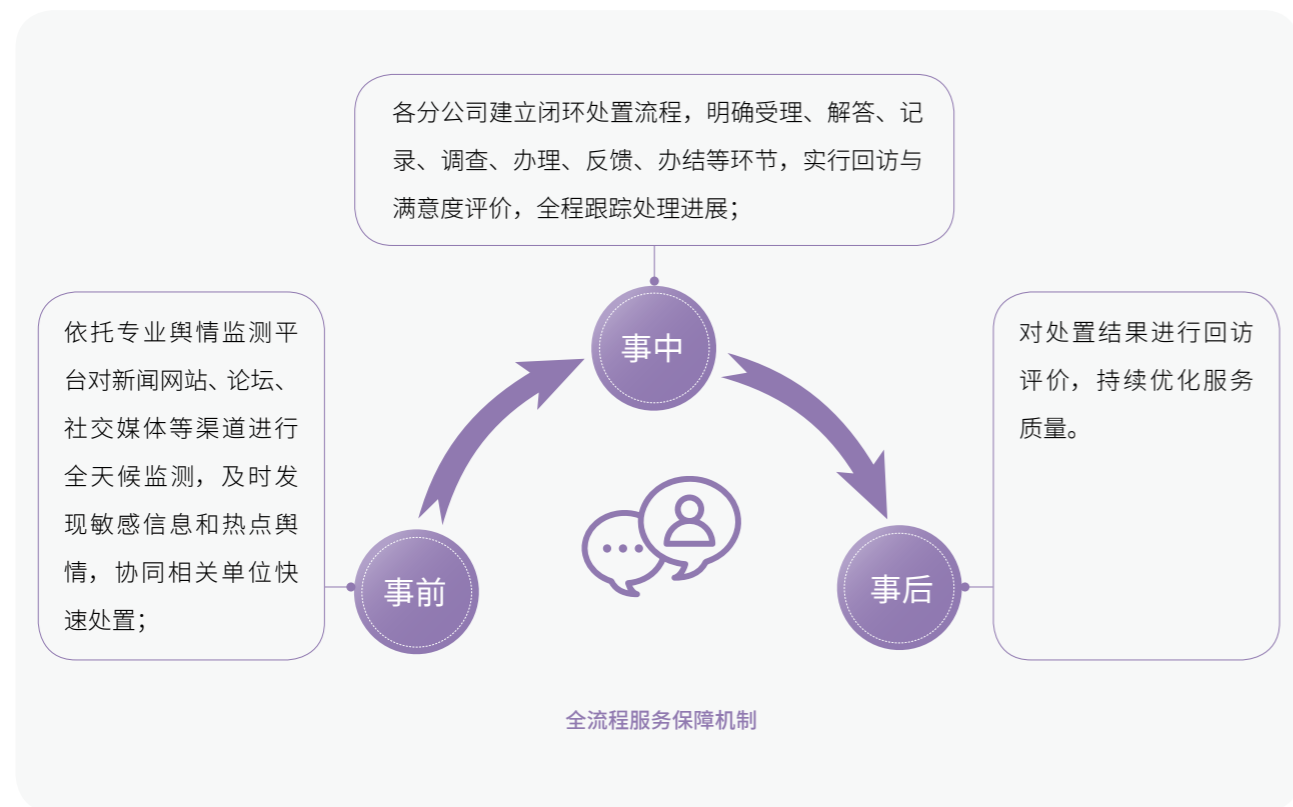 各分公司建立闭环处置流程，明确受理、解答、记
录、调查、办理、反馈、办结等环节，实行回访与
满意度评价，全程跟踪处理进展；
事中
依托专业舆情监测平
台对新闻网站、论坛、
社交媒体等渠道进行
全天候监测，及时发
现敏感信息和热点舆
情，协同相关单位快
速处置；
事前
对处置结果进行回访
评价，持续优化服务
质量。
事后
全流程服务保障机制